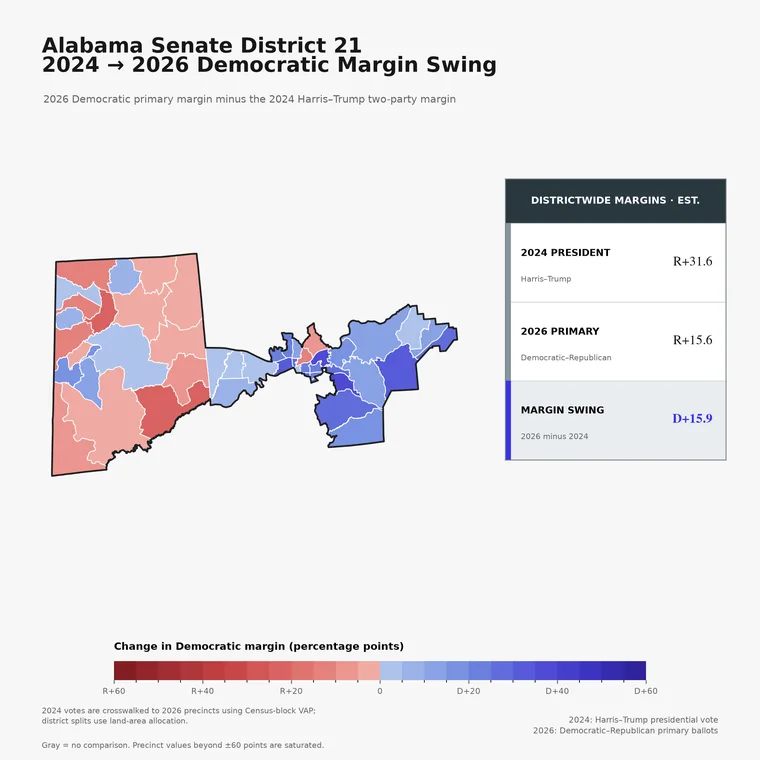 Alabama Senate District 21
2024 → 2026 Democratic Margin Swing
2026 Democratic primary margin minus the 2024 Harris–Trump two-party margin
DISTRICTWIDE MARGINS · EST.
2024 PRESIDENT
R+31.6
Harris–Trump
2026 PRIMARY
R+15.6
Democratic–Republican
MARGIN SWING
D+15.9
2026 minus 2024
Change in Democratic margin (percentage points)
R+60 R+40 R+20 0 D+20 D+40 D+60
2024 votes are crosswalked to 2026 precincts using Census-block VAP;
district splits use land-area allocation.
2024: Harris–Trump presidential vote
2026: Democratic–Republican primary ballots
Gray = no comparison. Precinct values beyond ±60 points are saturated.